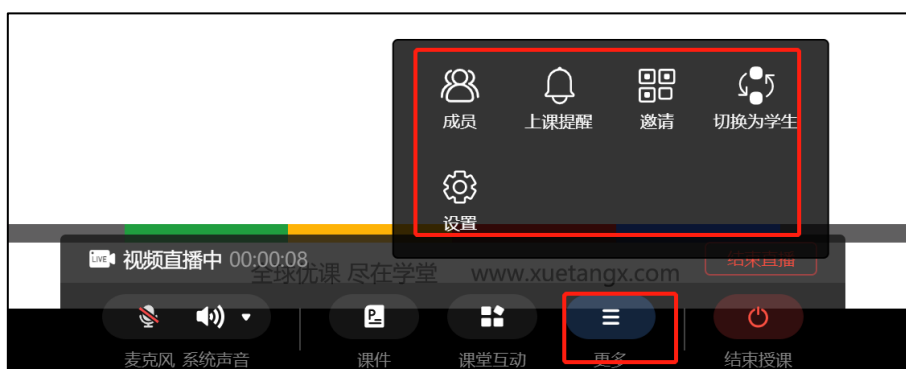 成员 上课提醒 邀请 切换为学生
设置
LIVE 视频直播中 00:00:08 结束直播
全球优课 尽在学堂 www.xuetangx.com
麦克风 系统声音 课件 课堂互动 更多 结束授课